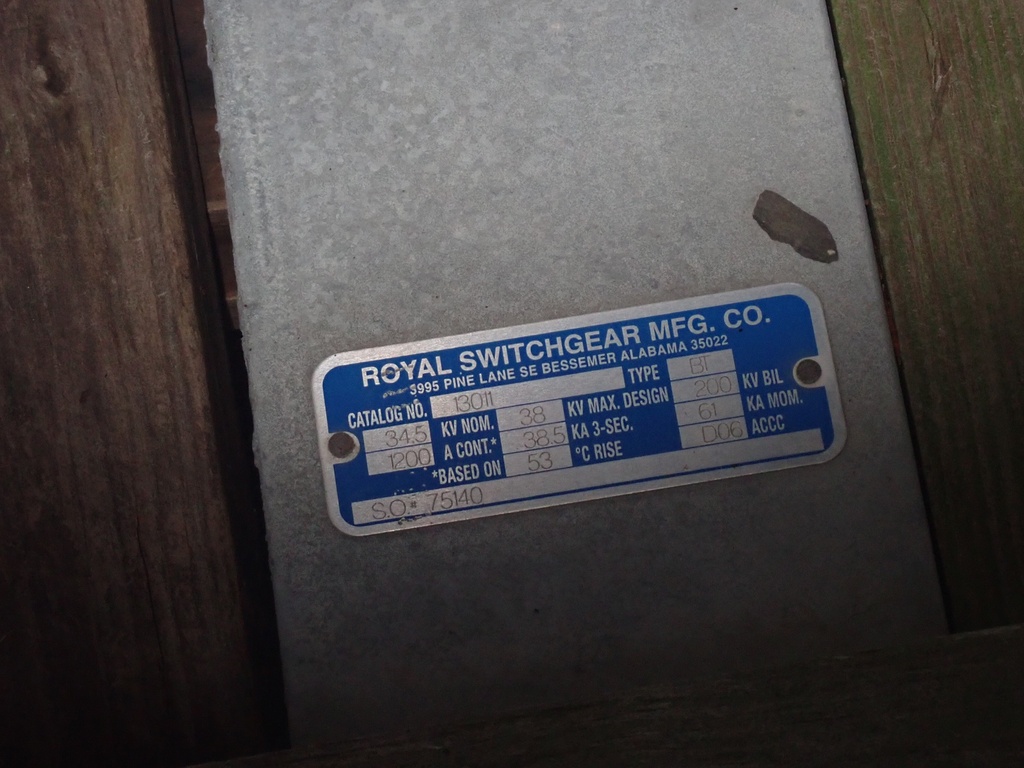 ROYAL SWITCHGEAR MFG. CO.
3995 PINE LANE SE BESSEMER ALABAMA 35022
CATALOG NO. 13011 TYPE BT
34.5 KV NOM. 38 KV MAX. DESIGN 200 KV BIL
1200 A CONT.* 38.5 KA 3-SEC. 61 KA MOM.
*BASED ON 53 °C RISE D06 ACCC
S.O.# 75140